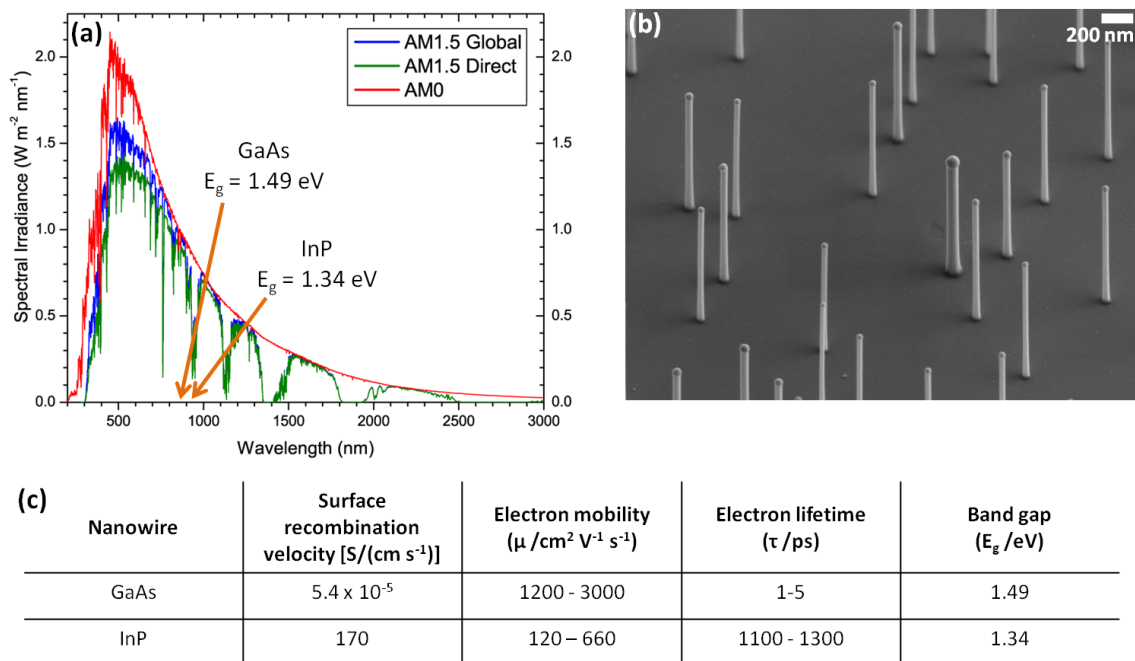 (a)
AM1.5 Global
AM1.5 Direct
AM0
GaAs
E_g = 1.49 eV
InP
E_g = 1.34 eV
Spectral Irradiance (W m⁻² nm⁻¹)
2.0 2.0
1.5 1.5
1.0 1.0
0.5 0.5
0.0 0.0
500 1000 1500 2000 2500 3000
Wavelength (nm)
(b)
200 nm
(c)
Nanowire
Surface
recombination
velocity [S/(cm s⁻¹)]
Electron mobility
(μ /cm² V⁻¹ s⁻¹)
Electron lifetime
(τ /ps)
Band gap
(E_g /eV)
GaAs 5.4 x 10⁻⁵ 1200 - 3000 1-5 1.49
InP 170 120 – 660 1100 - 1300 1.34